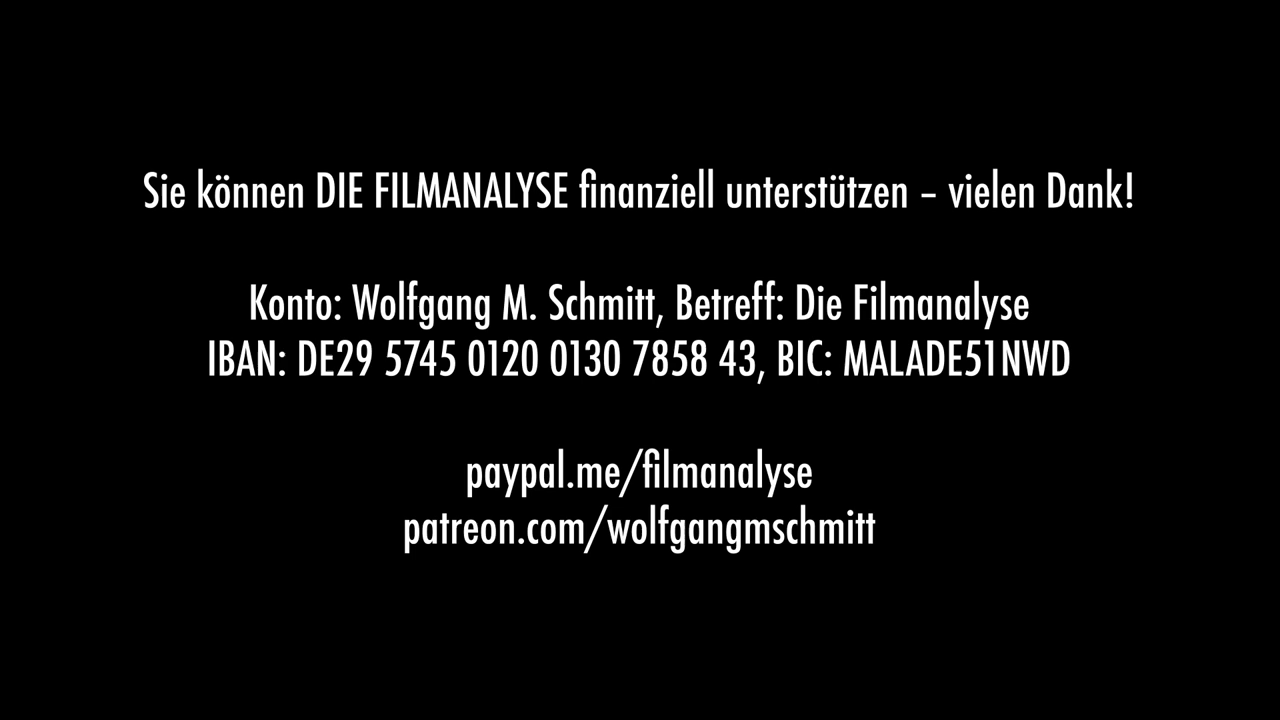 Sie können DIE FILMANALYSE finanziell unterstützen – vielen Dank!
Konto: Wolfgang M. Schmitt, Betreff: Die Filmanalyse
IBAN: DE29 5745 0120 0130 7858 43, BIC: MALADE51NWD
paypal.me/filmanalyse
patreon.com/wolfgangmschmitt